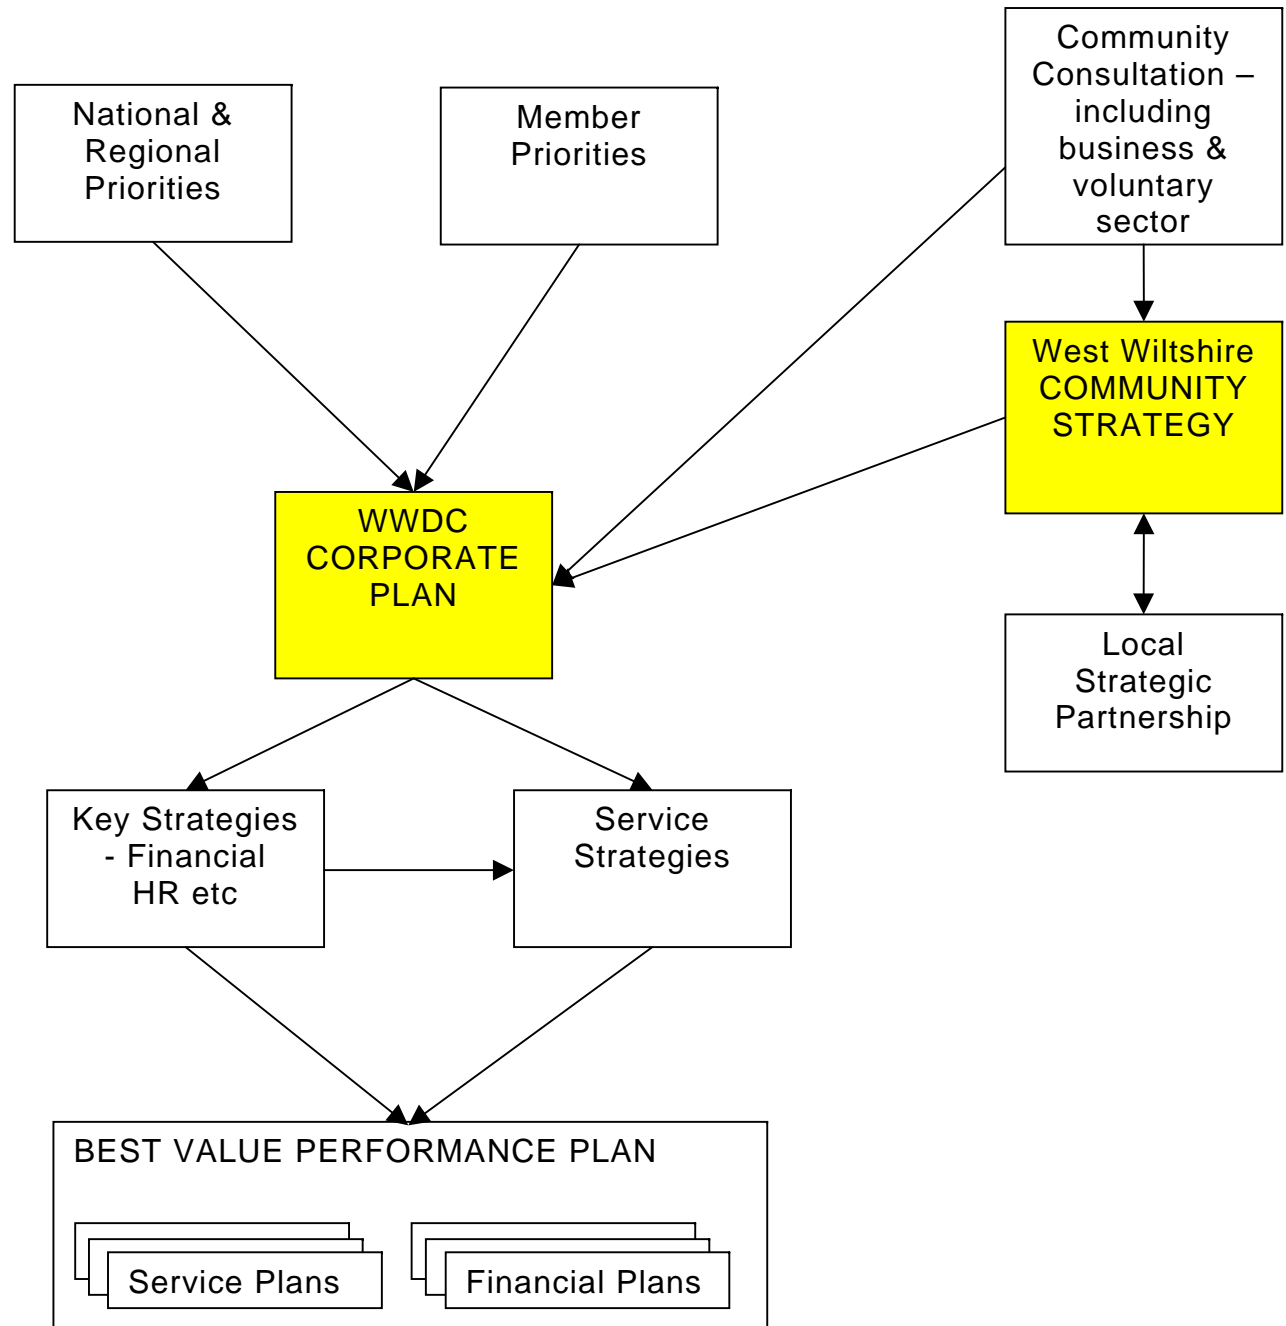 National &
Regional
Priorities
Member
Priorities
Community
Consultation –
including
business &
voluntary
sector
West Wiltshire
COMMUNITY
STRATEGY
WWDC
CORPORATE
PLAN
Local
Strategic
Partnership
Key Strategies
- Financial
HR etc
Service
Strategies
BEST VALUE PERFORMANCE PLAN
Service Plans
Financial Plans